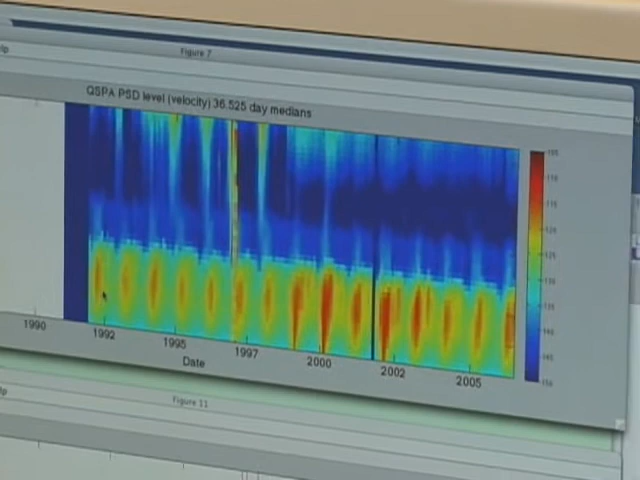 Figure 7
QSPA PSD level (velocity) 36.525 day medians
1990
1992
1995
1997
2000
2002
2005
Date
Figure 11